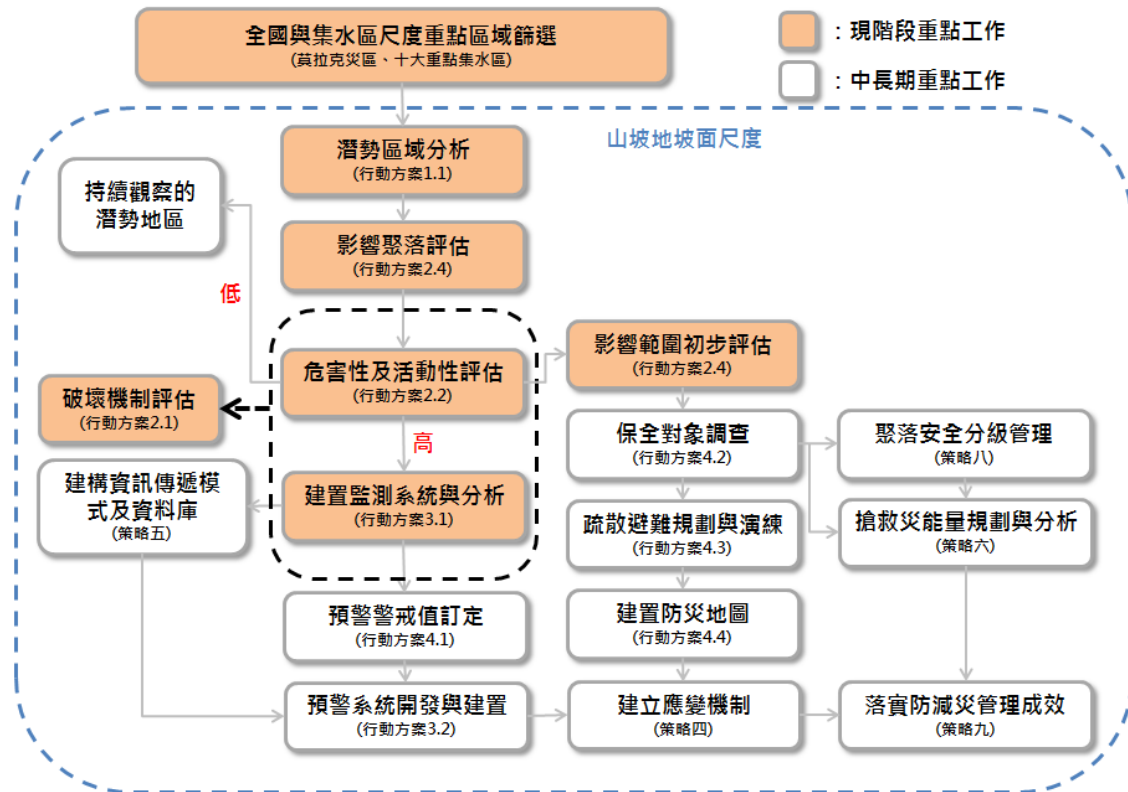 全國與集水區尺度重點區域篩選
(莫拉克災區、十大重點集水區)
：現階段重點工作
：中長期重點工作
山坡地坡面尺度
潛勢區域分析
(行動方案1.1)
持續觀察的
潛勢地區
影響聚落評估
(行動方案2.4)
低
危害性及活動性評估
(行動方案2.2)
影響範圍初步評估
(行動方案2.4)
破壞機制評估
(行動方案2.1)
高
保全對象調查
(行動方案4.2)
聚落安全分級管理
(策略八)
建構資訊傳遞模
式及資料庫
(策略五)
建置監測系統與分析
(行動方案3.1)
疏散避難規劃與演練
(行動方案4.3)
搶救災能量規劃與分析
(策略六)
預警警戒值訂定
(行動方案4.1)
建置防災地圖
(行動方案4.4)
預警系統開發與建置
(行動方案3.2)
建立應變機制
(策略四)
落實防減災管理成效
(策略九)